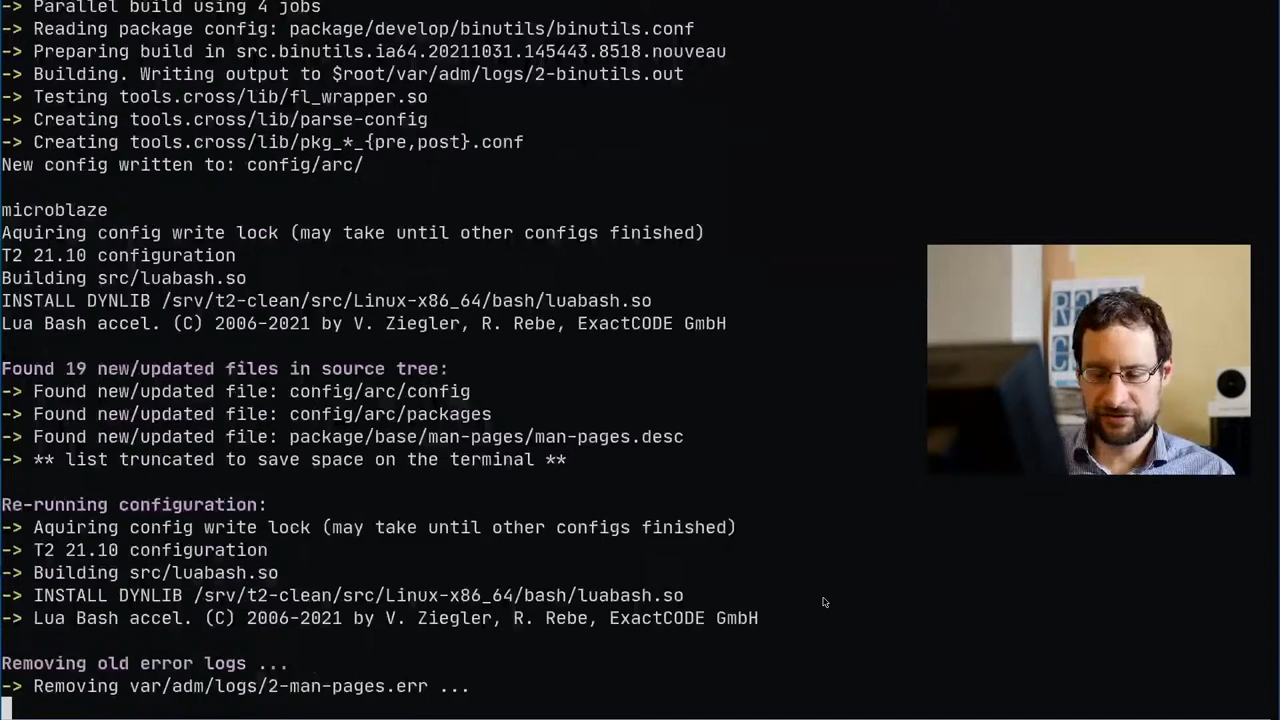 -> Parallel build using 4 jobs
-> Reading package config: package/develop/binutils/binutils.conf
-> Preparing build in src.binutils.ia64.20211031.145443.8518.nouveau
-> Building. Writing output to $root/var/adm/logs/2-binutils.out
-> Testing tools.cross/lib/fl_wrapper.so
-> Creating tools.cross/lib/parse-config
-> Creating tools.cross/lib/pkg_*_{pre,post}.conf
New config written to: config/arc/
microblaze
Aquiring config write lock (may take until other configs finished)
T2 21.10 configuration
Building src/luabash.so
INSTALL DYNLIB /srv/t2-clean/src/Linux-x86_64/bash/luabash.so
Lua Bash accel. (C) 2006-2021 by V. Ziegler, R. Rebe, ExactCODE GmbH
Found 19 new/updated files in source tree:
-> Found new/updated file: config/arc/config
-> Found new/updated file: config/arc/packages
-> Found new/updated file: package/base/man-pages/man-pages.desc
-> ** list truncated to save space on the terminal **
Re-running configuration:
-> Aquiring config write lock (may take until other configs finished)
-> T2 21.10 configuration
-> Building src/luabash.so
-> INSTALL DYNLIB /srv/t2-clean/src/Linux-x86_64/bash/luabash.so
-> Lua Bash accel. (C) 2006-2021 by V. Ziegler, R. Rebe, ExactCODE GmbH
Removing old error logs ...
-> Removing var/adm/logs/2-man-pages.err ...